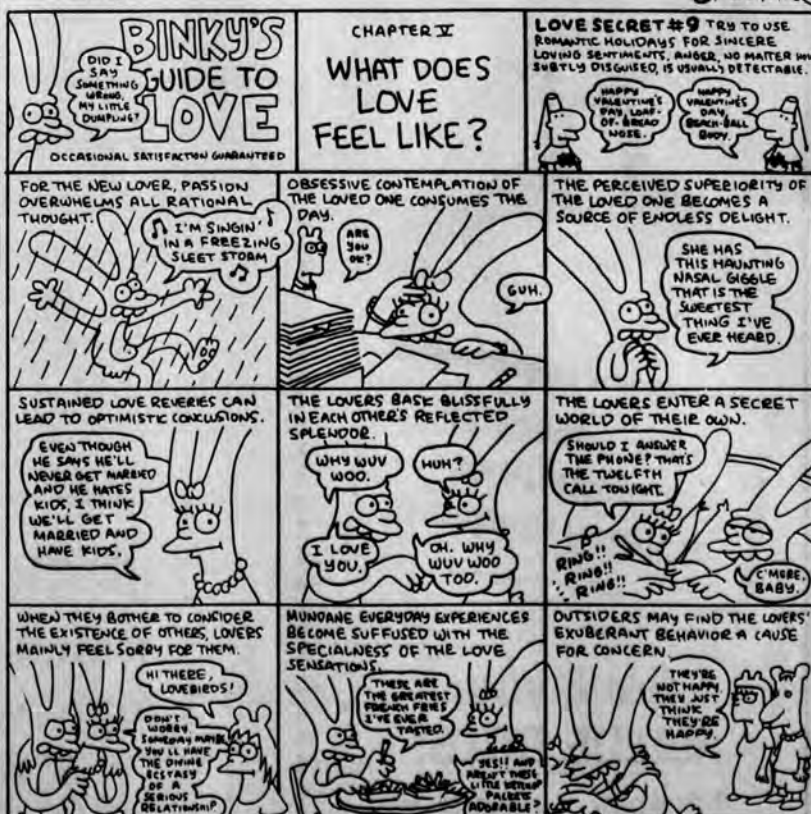 DID I
SAY
SOMETHING
WRONG,
MY LITTLE
DUMPLING?
BINKY'S
GUIDE TO
LOVE
OCCASIONAL SATISFACTION GUARANTEED
CHAPTER V
WHAT DOES
LOVE
FEEL LIKE?
LOVE SECRET #9 TRY TO USE
ROMANTIC HOLIDAYS FOR SINCERE
LOVING SENTIMENTS. ANGER, NO MATTER
SUBTLY DISGUISED, IS USUALLY DETECTABLE.
HAPPY
VALENTINE'S
DAY, LOAF-
OF-BREAD
NOSE.
HAPPY
VALENTINE'S
DAY,
BEACH-BALL
BODY.
FOR THE NEW LOVER, PASSION
OVERWHELMS ALL RATIONAL
THOUGHT.
I'M SINGIN'
IN A FREEZING
SLEET STORM
OBSESSIVE CONTEMPLATION OF
THE LOVED ONE CONSUMES THE
DAY.
ARE
YOU
OK?
GUH.
THE PERCEIVED SUPERIORITY OF
THE LOVED ONE BECOMES A
SOURCE OF ENDLESS DELIGHT.
SHE HAS
THIS HAUNTING
NASAL GIGGLE
THAT IS THE
SWEETEST
THING I'VE
EVER HEARD.
SUSTAINED LOVE REVERIES CAN
LEAD TO OPTIMISTIC CONCLUSIONS.
EVEN THOUGH
HE SAYS HE'LL
NEVER GET MARRIED
AND HE HATES
KIDS, I THINK
WE'LL GET
MARRIED AND
HAVE KIDS.
THE LOVERS BASK BLISSFULLY
IN EACH OTHER'S REFLECTED
SPLENDOR.
WHY WUV
WOO.
HUH?
I LOVE
YOU.
OH. WHY
WUV WOO
TOO.
THE LOVERS ENTER A SECRET
WORLD OF THEIR OWN.
SHOULD I ANSWER
THE PHONE? THAT'S
THE TWELFTH
CALL TONIGHT.
RING!!
RING!!
RING!!
C'MERE,
BABY.
WHEN THEY BOTHER TO CONSIDER
THE EXISTENCE OF OTHERS, LOVERS
MAINLY FEEL SORRY FOR THEM.
HI THERE,
LOVEBIRDS!
DON'T
WORRY.
SOMEDAY MAYBE
YOU'LL HAVE
THE DIVINE
ECSTASY
OF A
SERIOUS
RELATIONSHIP.
MUNDANE EVERYDAY EXPERIENCES
BECOME SUFFUSED WITH THE
SPECIALNESS OF THE LOVE
SENSATIONS.
THESE ARE
THE GREATEST
FRENCH FRIES
I'VE EVER
TASTED.
YES!! AND
AREN'T THESE
LITTLE KETCHUP
PACKETS
ADORABLE?
OUTSIDERS MAY FIND THE LOVERS'
EXUBERANT BEHAVIOR A CAUSE
FOR CONCERN.
THEY'RE
NOT HAPPY.
THEY JUST
THINK
THEY'RE
HAPPY.